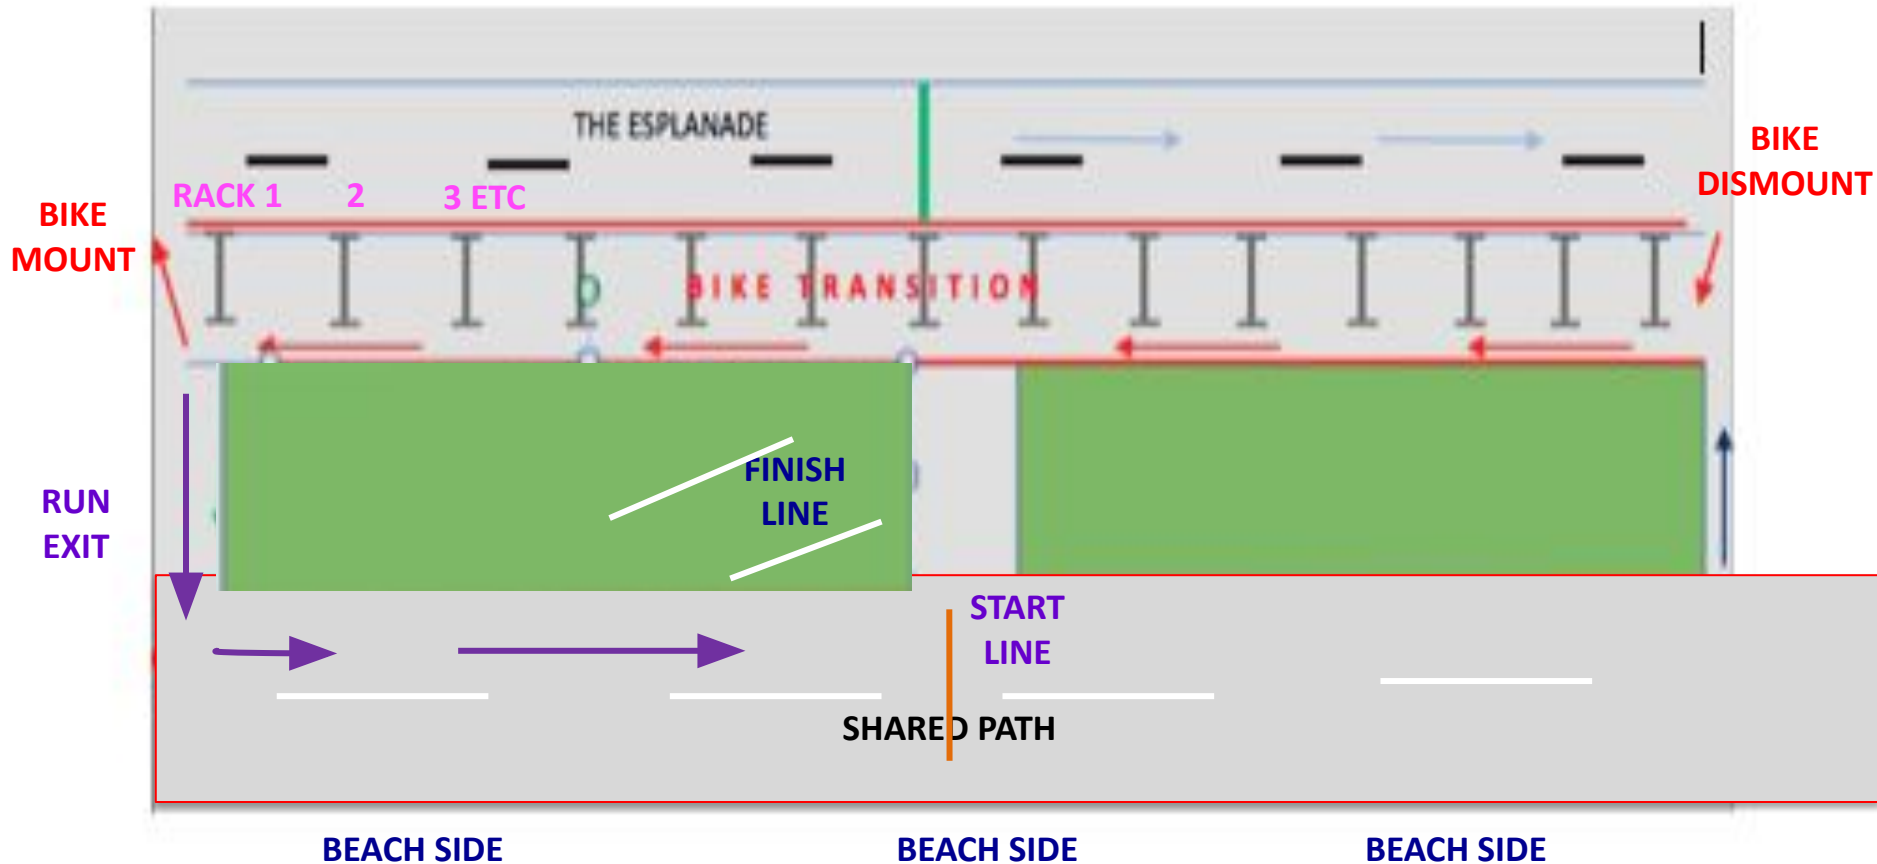 THE ESPLANADE
BIKE
DISMOUNT
RACK 1 2 3 ETC
BIKE
MOUNT
BIKE TRANSITION
FINISH
LINE
RUN
EXIT
START
LINE
SHARED PATH
BEACH SIDE BEACH SIDE BEACH SIDE